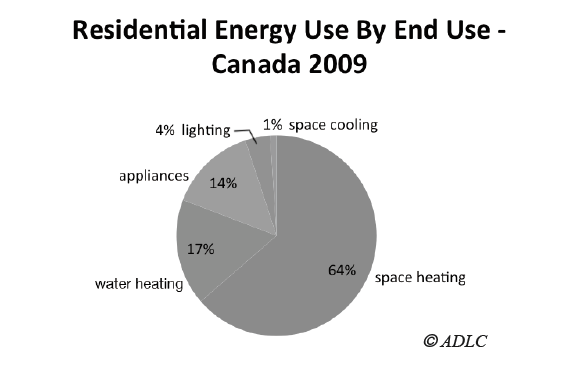 Residential Energy Use By End Use -
Canada 2009
4% lighting
1% space cooling
appliances
14%
17%
water heating
64%
space heating
© ADLC